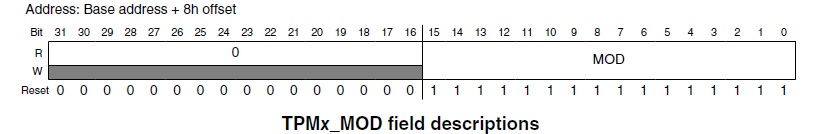 Address: Base address + 8h offset
Bit 31 30 29 28 27 26 25 24 23 22 21 20 19 18 17 16 15 14 13 12 11 10 9 8 7 6 5 4 3 2 1 0
R 0 MOD
W
Reset 0 0 0 0 0 0 0 0 0 0 0 0 0 0 0 0 1 1 1 1 1 1 1 1 1 1 1 1 1 1 1 1
TPMx_MOD field descriptions